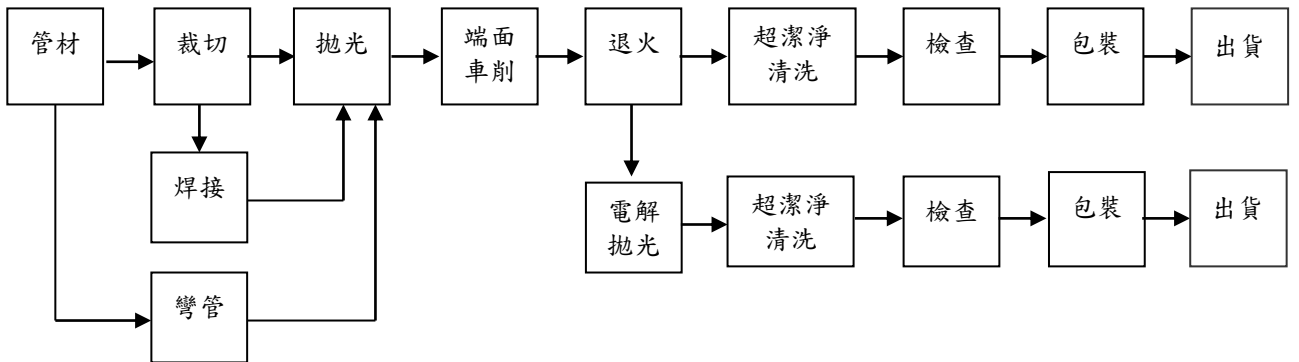 管材
裁切
拋光
端面
車削
退火
超潔淨
清洗
檢查
包裝
出貨
焊接
電解
拋光
超潔淨
清洗
檢查
包裝
出貨
彎管